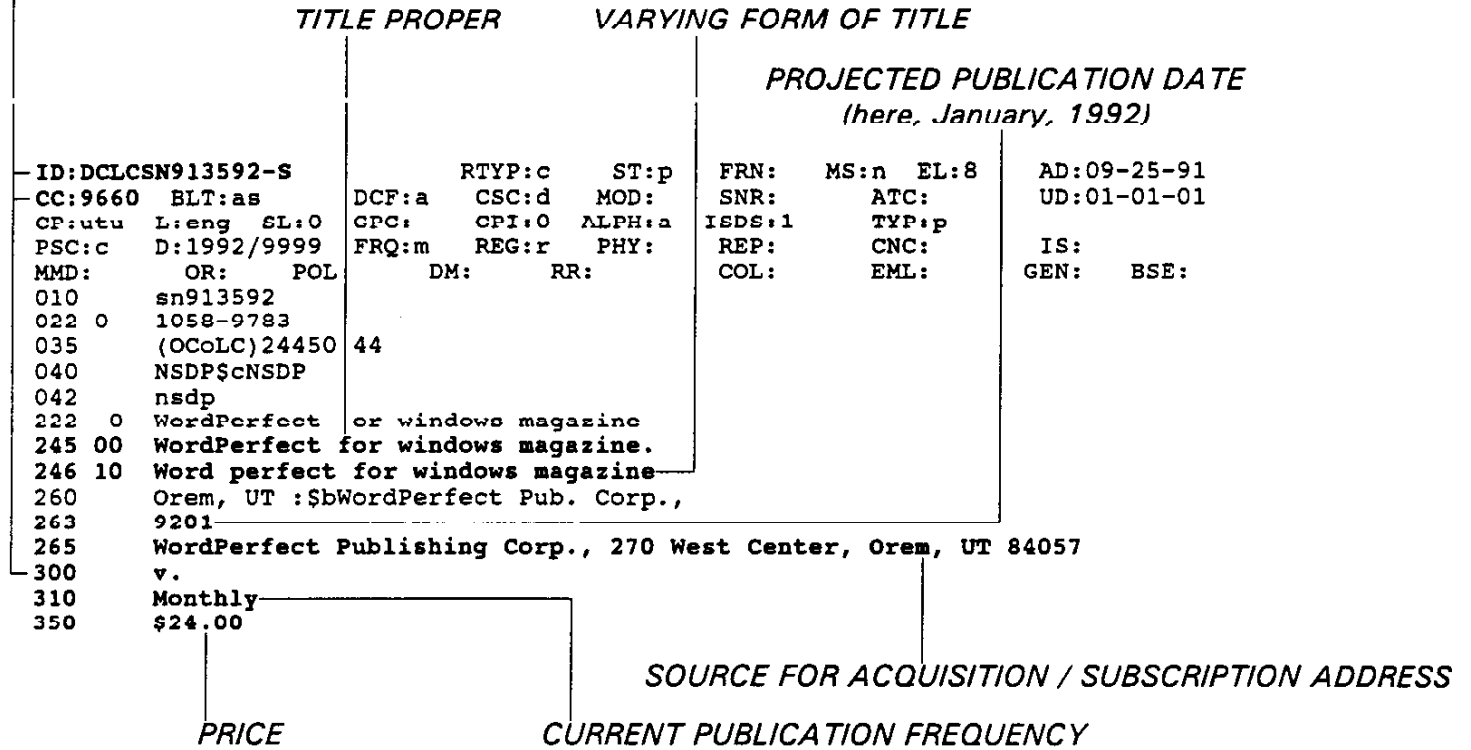 TITLE PROPER VARYING FORM OF TITLE
PROJECTED PUBLICATION DATE
(here, January, 1992)
ID:DCLCSN913592-S RTYP:c ST:p FRN: MS:n EL:8 AD:09-25-91
CC:9660 BLT:as DCF:a CSC:d MOD: SNR: ATC: UD:01-01-01
CP:utu L:eng SL:0 GPC: CPI:0 ALPH:a ISDS:1 TYP:p
PSC:c D:1992/9999 FRQ:m REG:r PHY: REP: CNC: IS:
MMD: OR: POL DM: RR: COL: EML: GEN: BSE:
010 sn913592
022 0 1058-9783
035 (OCoLC)24450 44
040 NSDP$cNSDP
042 nsdp
222 0 WordPerfect or windows magazine
245 00 WordPerfect for windows magazine.
246 10 Word perfect for windows magazine
260 Orem, UT :$bWordPerfect Pub. Corp.,
263 9201
265 WordPerfect Publishing Corp., 270 West Center, Orem, UT 84057
300 v.
310 Monthly
350 $24.00
SOURCE FOR ACQUISITION / SUBSCRIPTION ADDRESS
PRICE CURRENT PUBLICATION FREQUENCY